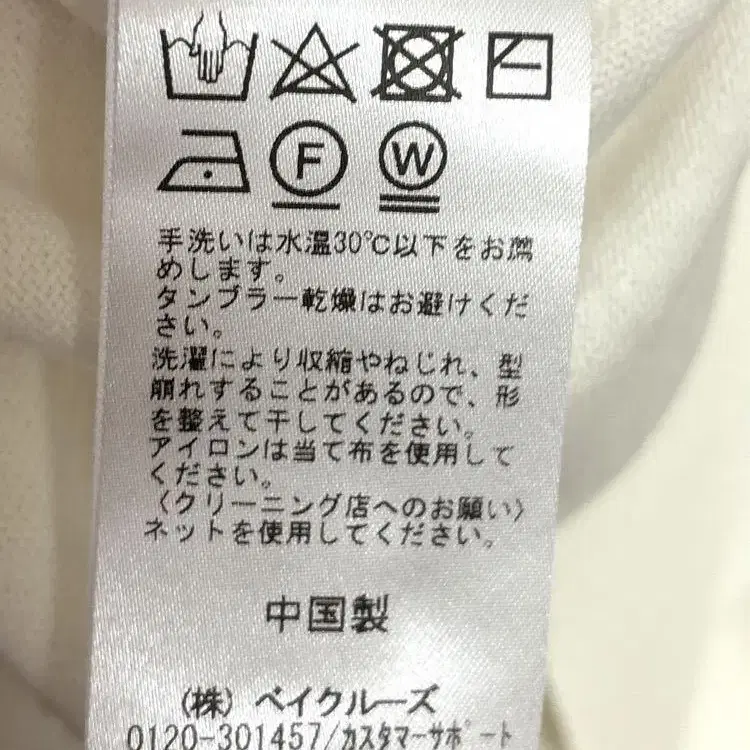 F W
手洗いは水温30℃以下をお薦
めします。
タンブラー乾燥はお避けくだ
さい。
洗濯により収縮やねじれ、型
崩れすることがあるので、形
を整えて干してください。
アイロンは当て布を使用して
ください。
〈クリーニング店へのお願い〉
ネットを使用してください。
中国製
(株) ベイクルーズ
0120-301457/カスタマーサポート